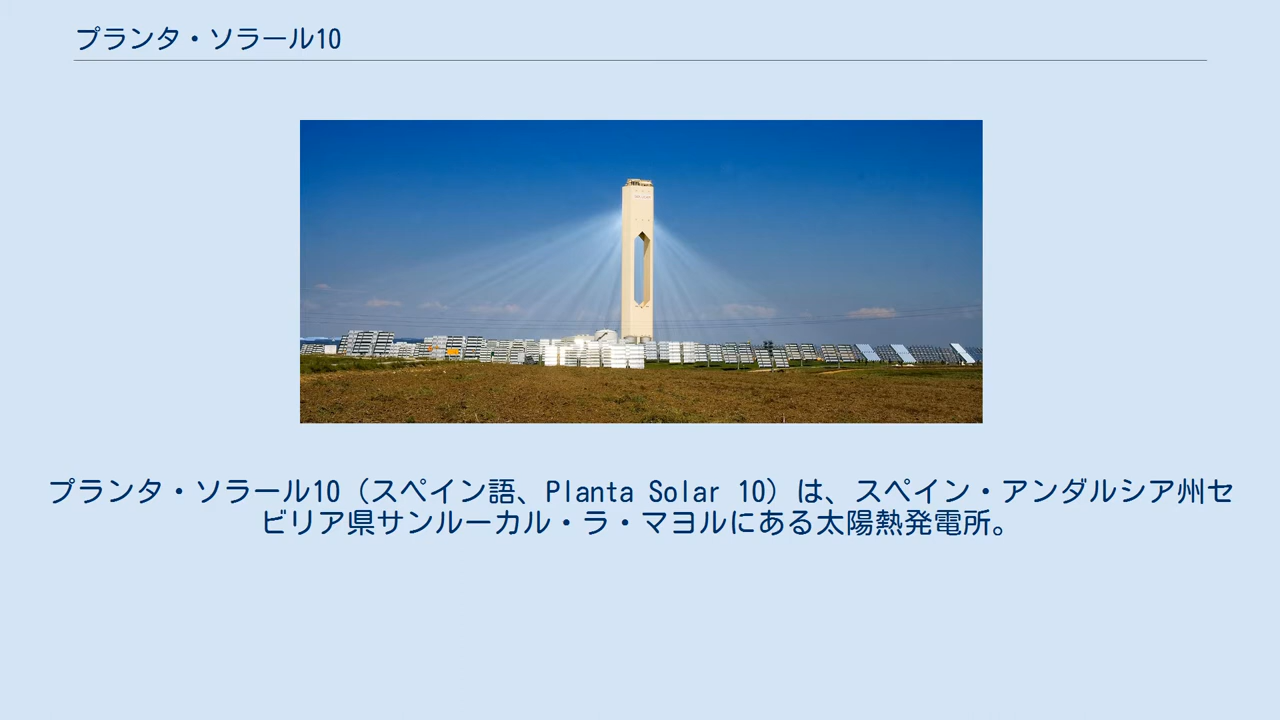 プランタ・ソラール10
プランタ・ソラール10（スペイン語、Planta Solar 10）は、スペイン・アンダルシア州セ
ビリア県サンルーカル・ラ・マヨルにある太陽熱発電所。